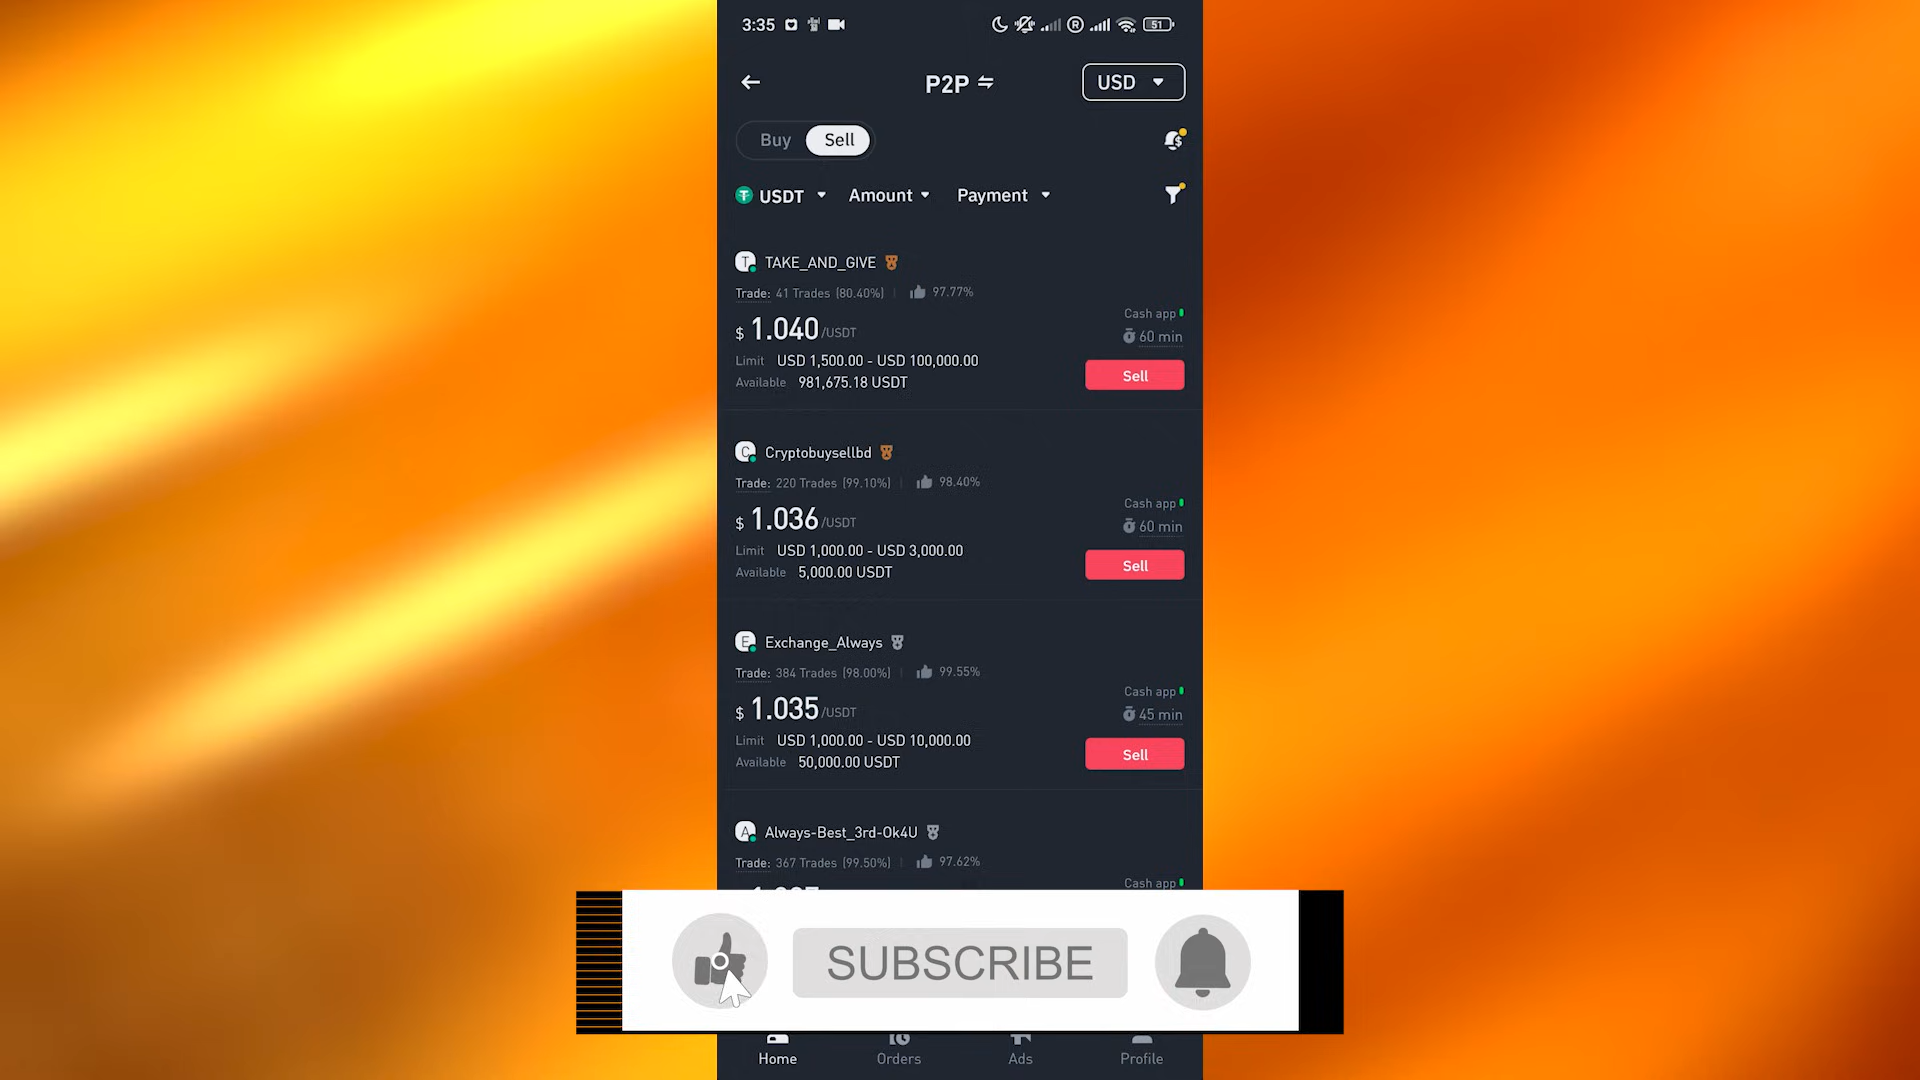 3:35
R
51
P2P
USD
Buy Sell
USDT Amount Payment
T TAKE_AND_GIVE
Trade: 41 Trades (80.40%) 97.77%
Cash app
$ 1.040 /USDT
60 min
Limit USD 1,500.00 - USD 100,000.00
Available 981,675.18 USDT
Sell
C Cryptobuysellbd
Trade: 220 Trades (99.10%) 98.40%
Cash app
$ 1.036 /USDT
60 min
Limit USD 1,000.00 - USD 3,000.00
Available 5,000.00 USDT
Sell
E Exchange_Always
Trade: 384 Trades (98.00%) 99.55%
Cash app
$ 1.035 /USDT
45 min
Limit USD 1,000.00 - USD 10,000.00
Available 50,000.00 USDT
Sell
A Always-Best_3rd-Ok4U
Trade: 367 Trades (99.50%) 97.62%
Cash app
SUBSCRIBE
Home Orders Ads Profile